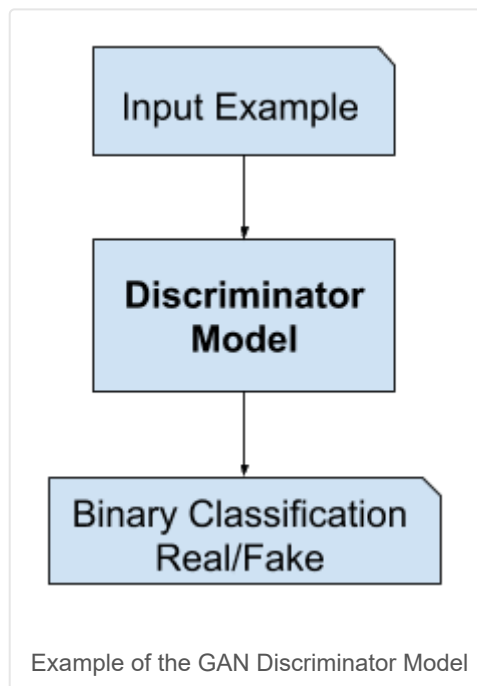 Input Example
Discriminator
Model
Binary Classification
Real/Fake
Example of the GAN Discriminator Model